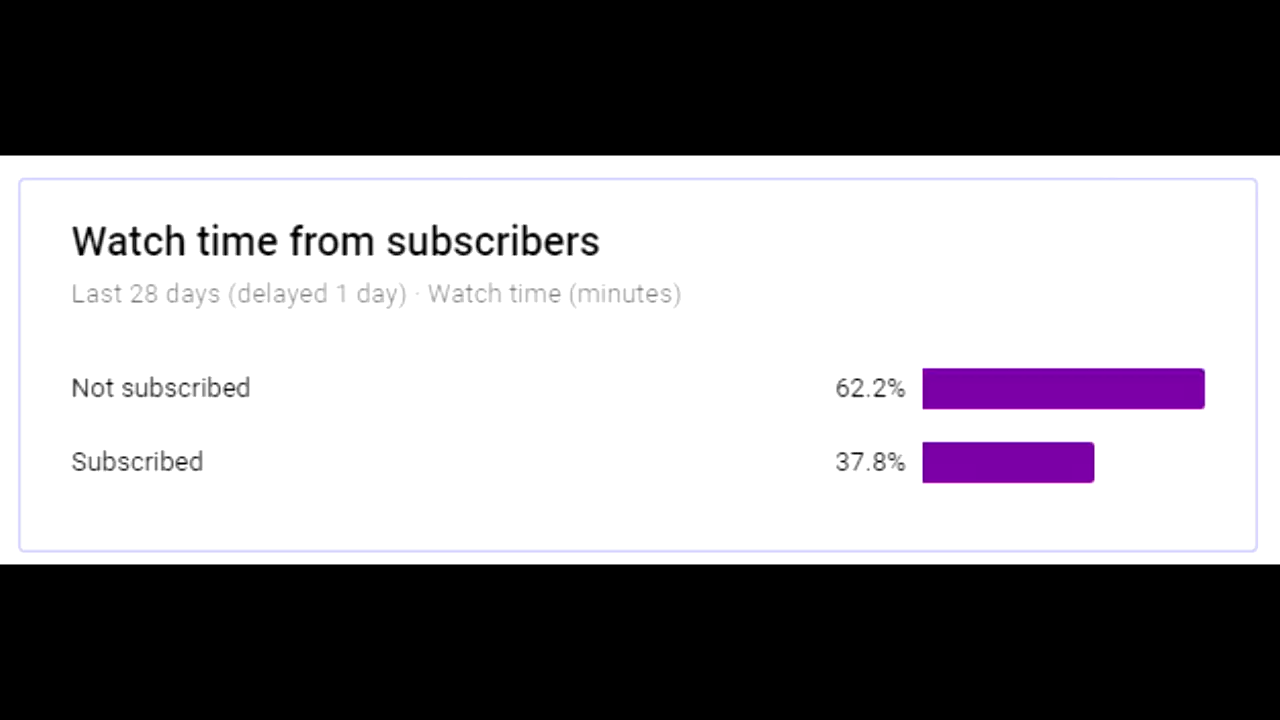 Watch time from subscribers
Last 28 days (delayed 1 day) · Watch time (minutes)
Not subscribed 62.2%
Subscribed 37.8%